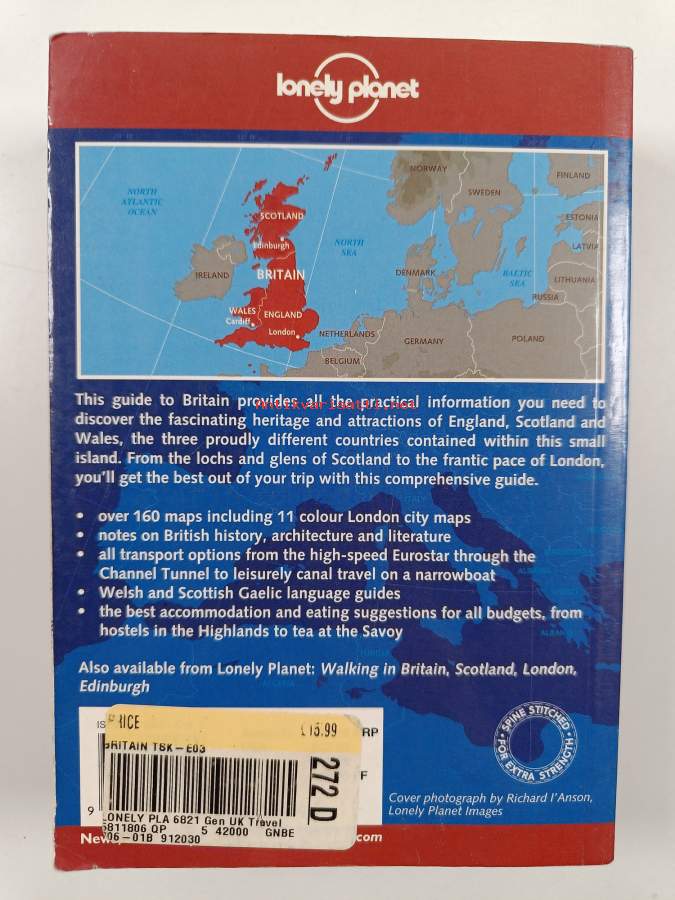 lonely planet
NORWAY
FINLAND
SWEDEN
NORTH
ATLANTIC
OCEAN
SCOTLAND
ESTONIA
Edinburgh
NORTH
SEA
LATVIA
IRELAND
BRITAIN
DENMARK
BALTIC
SEA
LITHUANIA
RUSSIA
WALES
ENGLAND
Cardiff
London
NETHERLANDS
GERMANY
POLAND
BELGIUM
This guide to Britain provides all the practical information you need to
antikvariaatti.net
discover the fascinating heritage and attractions of England, Scotland and
Wales, the three proudly different countries contained within this small
island. From the lochs and glens of Scotland to the frantic pace of London,
you'll get the best out of your trip with this comprehensive guide.
• over 160 maps including 11 colour London city maps
• notes on British history, architecture and literature
• all transport options from the high-speed Eurostar through the
Channel Tunnel to leisurely canal travel on a narrowboat
• Welsh and Scottish Gaelic language guides
• the best accommodation and eating suggestions for all budgets, from
hostels in the Highlands to tea at the Savoy
Also available from Lonely Planet: Walking in Britain, Scotland, London,
Edinburgh
SPINE STITCHED
FOR EXTRA STRENGTH
IS
PRICE
£15.99
RP
BRITAIN TSK-E03
272 D
F
9
LONELY PLA 6821 Gen UK Travel
5811806 QP 5 42000 GNBE
06-01B 912030
Cover photograph by Richard I'Anson,
Lonely Planet Images
New
.com